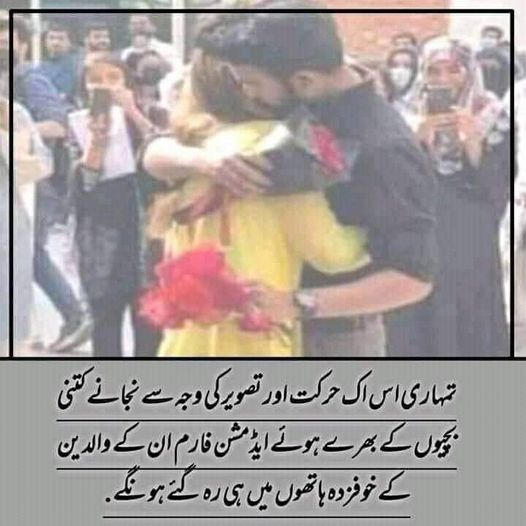 تمہاری اس اک حرکت اور تصویر کی وجہ سے نجانے کتنی
بچیوں کے بھرے ہوئے ایڈمشن فارم ان کے والدین
کے خوفزدہ ہاتھوں میں ہی رہ گئے ہونگے.